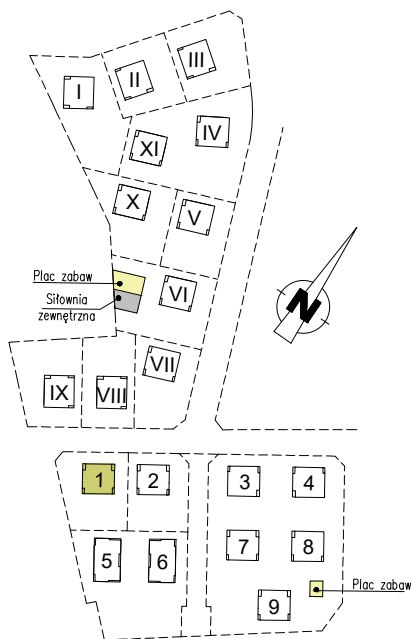 III
II
I
IV
XI
X
V
Plac zabaw
Siłownia
zewnętrzna
VI
N
VII
IX
VIII
1
2
3
4
5
6
7
8
Plac zabaw
9